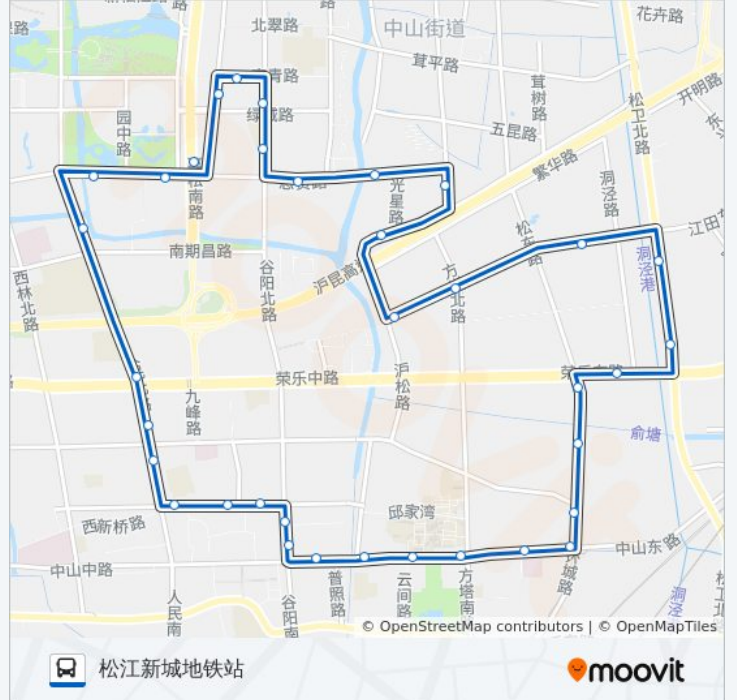 北翠路
中山街道
花卉路
茸平路
茸树路
开明路
园中路
绿
五昆路
松卫北路
繁华路
洞泾路
光星路
松南路
南期昌路
沪昆高
谷阳北路
江田
洞泾港
西林北路
北路
荣乐中路
沪松路
九峰路
俞塘
邱家湾
西新桥路
中山东路
中山中路
人民南
谷阳南
普照路
云间路
方塔南
城路
洞泾
© OpenStreetMap contributors | © OpenMapTiles
松江新城地铁站
moovit